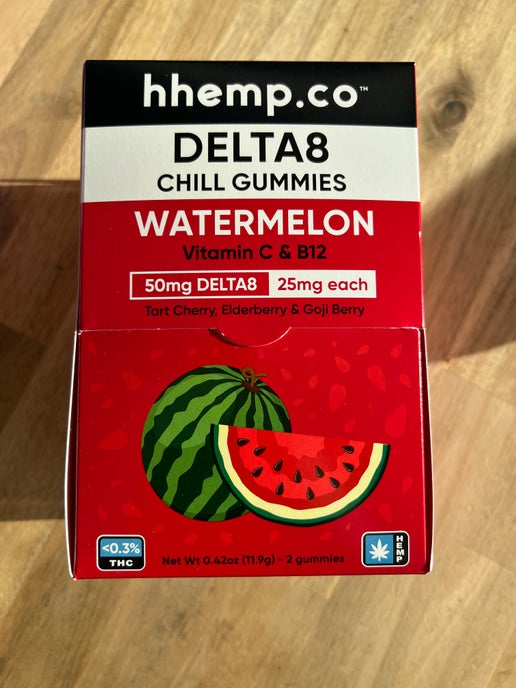 hhemp.co™
DELTA8
CHILL GUMMIES
WATERMELON
Vitamin C & B12
50mg DELTA8 25mg each
Tart Cherry, Elderberry & Goji Berry
<0.3%
THC
Net Wt 0.42oz (11.9g) - 2 gummies
HEMP